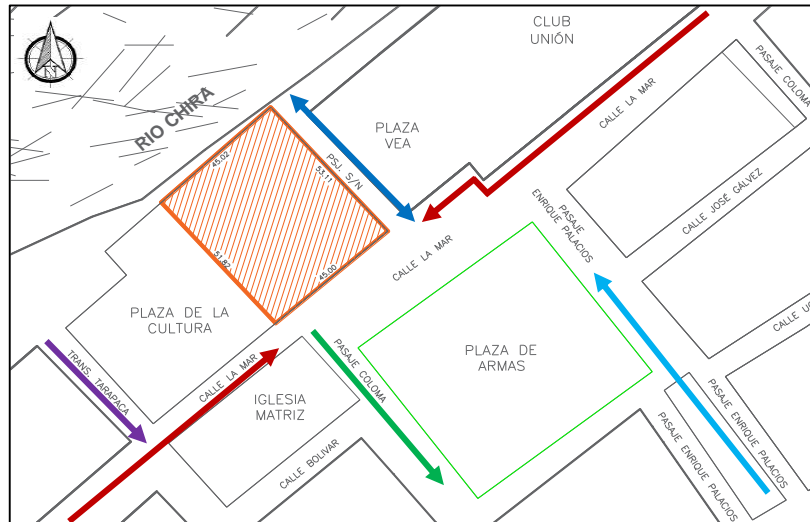 CLUB
UNIÓN
PASAJE COLOMA
CALLE LA MAR
N
RIO CHIRA
PLAZA
VEA
PSJ. S/N
45.02
53.11
51.82
45.00
PASAJE
ENRIQUE PALACIOS
CALLE JOSÉ GÁLVEZ
CALLE LA MAR
PLAZA DE LA
CULTURA
PLAZA DE
ARMAS
TRANS. TARAPACA
CALLE LA MAR
PASAJE COLOMA
IGLESIA
MATRIZ
CALLE BOLIVAR
PASAJE ENRIQUE PALACIOS
PASAJE ENRIQUE PALACIOS